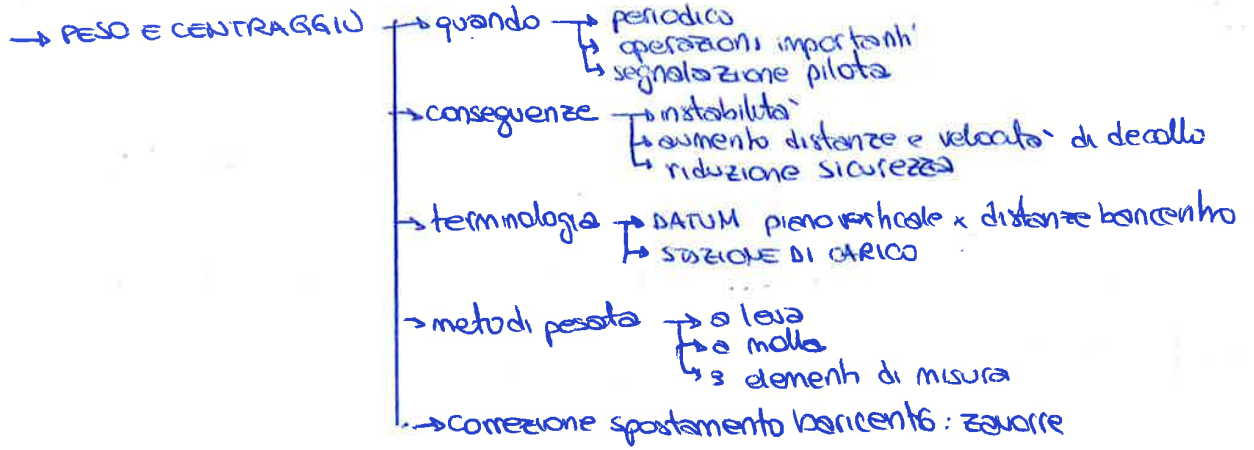 → PESO E CENTRAGGIO → quando → periodico
→ operazioni importanti
→ segnalazione pilota
→ conseguenze → instabilità
→ aumento distanze e velocità di decollo
→ riduzione sicurezza
→ terminologia → DATUM piano verticale x distanze baricentro
→ STAZIONE DI CARICO
→ metodi pesata → a leva
→ a molla
→ 3 elementi di misura
→ correzione spostamento baricentro: zavorre